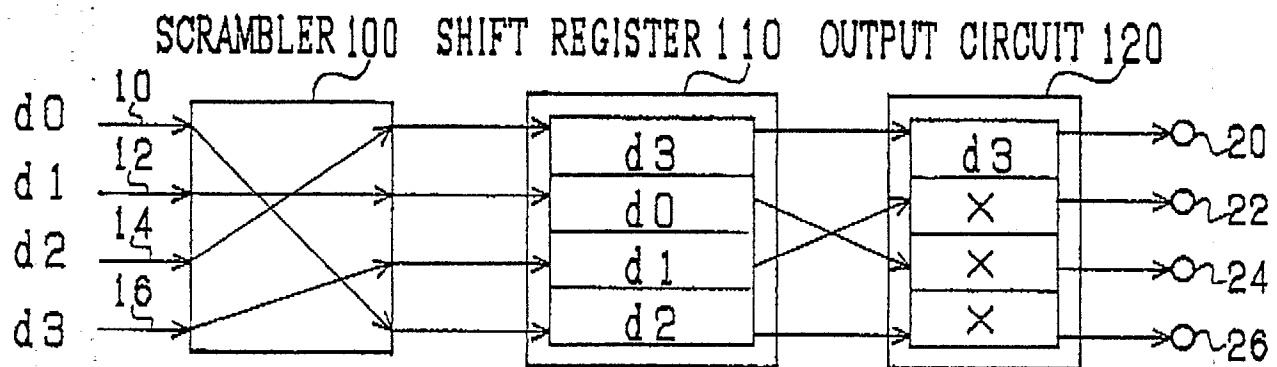 SCRAMBLER 100 SHIFT REGISTER 110 OUTPUT CIRCUIT 120
d0 10 d3 d3 20
d1 12 d0 × 22
d2 14 d1 × 24
d3 16 d2 × 26